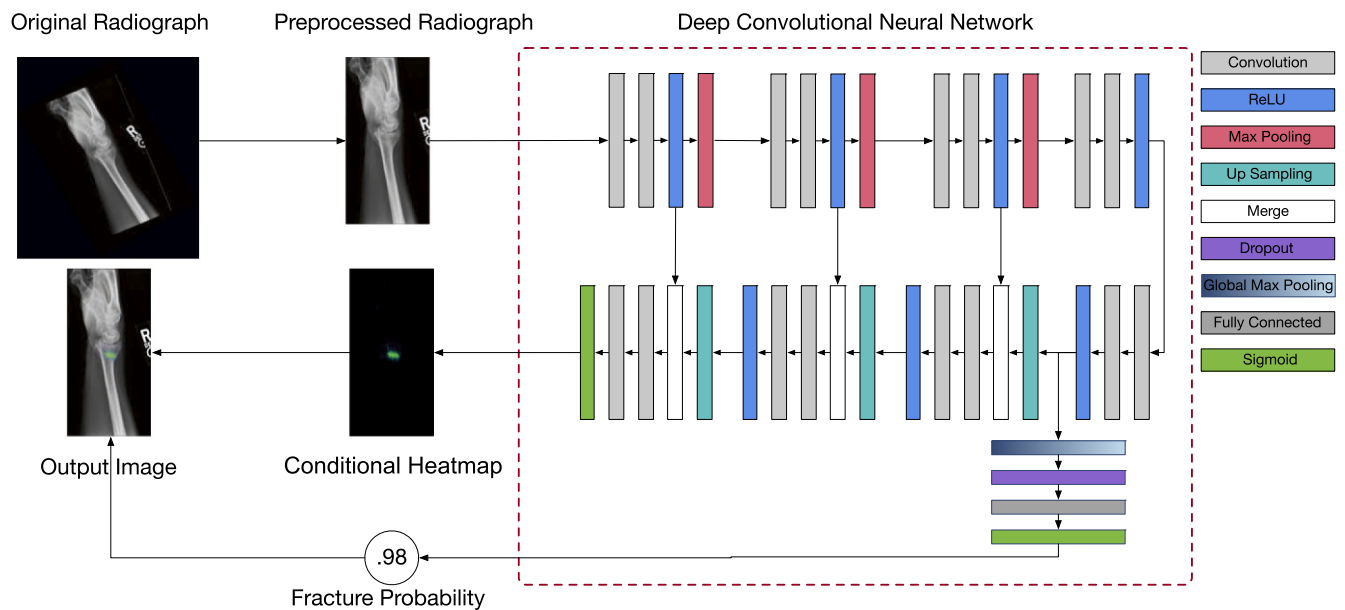 Original Radiograph
Preprocessed Radiograph
Deep Convolutional Neural Network
Convolution
ReLU
Max Pooling
Up Sampling
Merge
Dropout
Global Max Pooling
Fully Connected
Sigmoid
Output Image
Conditional Heatmap
.98
Fracture Probability